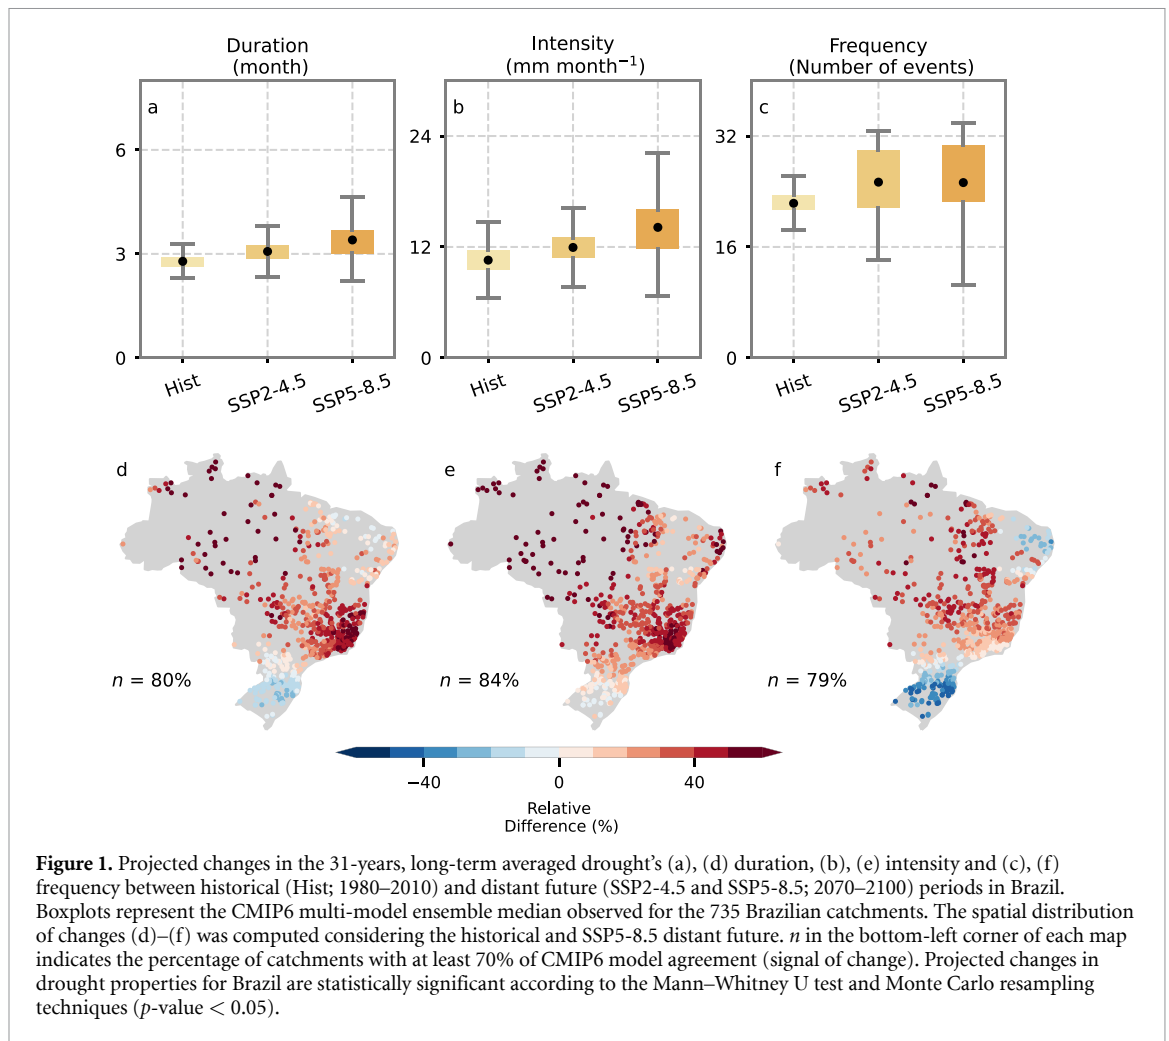 Duration
(month)
Intensity
(mm month⁻¹)
Frequency
(Number of events)
a
6
3
0
Hist
SSP2-4.5
SSP5-8.5
b
24
12
0
Hist
SSP2-4.5
SSP5-8.5
c
32
16
0
Hist
SSP2-4.5
SSP5-8.5
d
n = 80%
e
n = 84%
f
n = 79%
−40
0
40
Relative
Difference (%)
Figure 1. Projected changes in the 31-years, long-term averaged drought's (a), (d) duration, (b), (e) intensity and (c), (f)
frequency between historical (Hist; 1980–2010) and distant future (SSP2-4.5 and SSP5-8.5; 2070–2100) periods in Brazil.
Boxplots represent the CMIP6 multi-model ensemble median observed for the 735 Brazilian catchments. The spatial distribution
of changes (d)–(f) was computed considering the historical and SSP5-8.5 distant future. n in the bottom-left corner of each map
indicates the percentage of catchments with at least 70% of CMIP6 model agreement (signal of change). Projected changes in
drought properties for Brazil are statistically significant according to the Mann–Whitney U test and Monte Carlo resampling
techniques (p-value < 0.05).